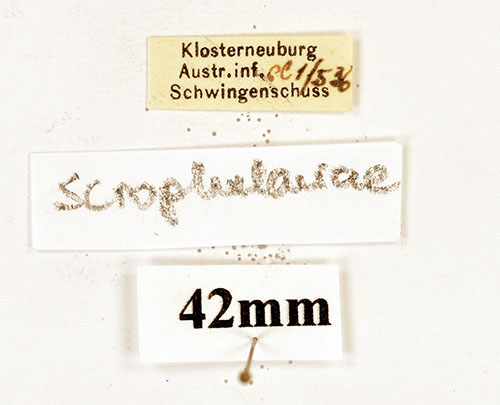 Klosterneuburg
Austr.inf.
Schwingenschuss
scrophulariae
42mm